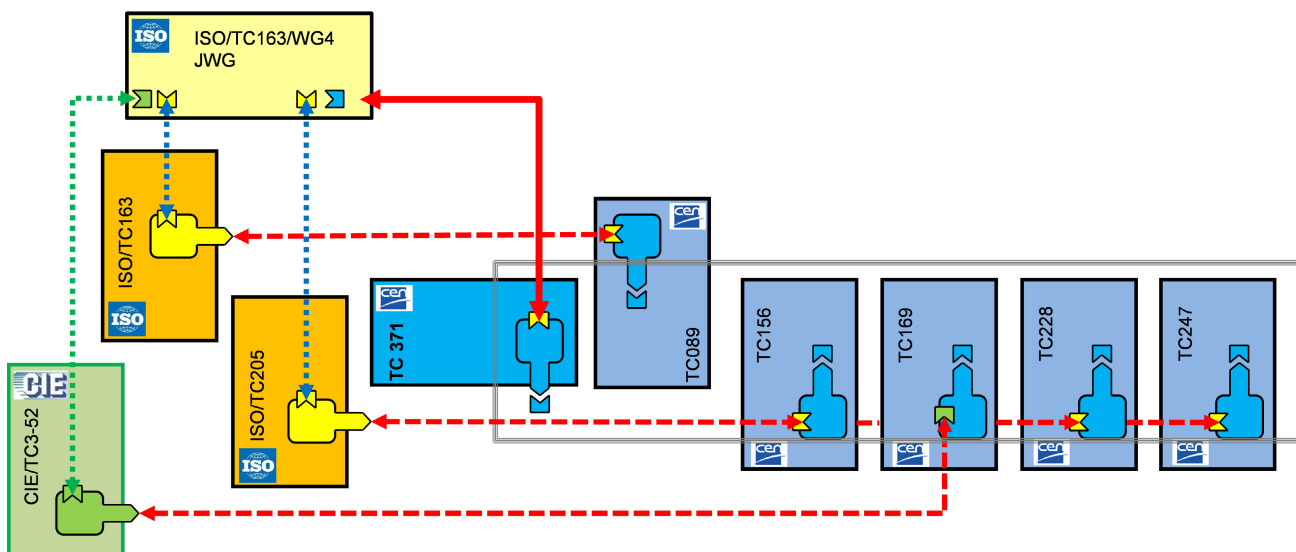 ISO
ISO/TC163/WG4
JWG
ISO/TC163
ISO
cen
TC089
cen
TC 371
ISO/TC205
ISO
TC156
cen
TC169
cen
TC228
cen
TC247
cen
CIE
CIE/TC3-52